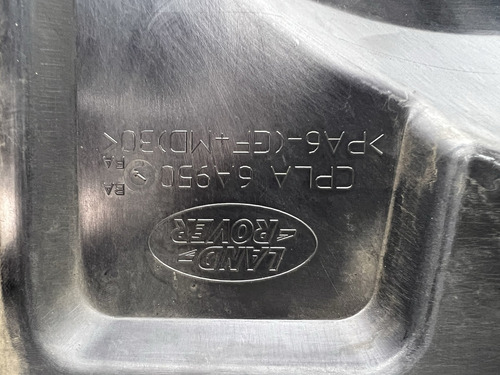 LAND
ROVER
CPLA 6A950
>PA6-(GF+MD)30<